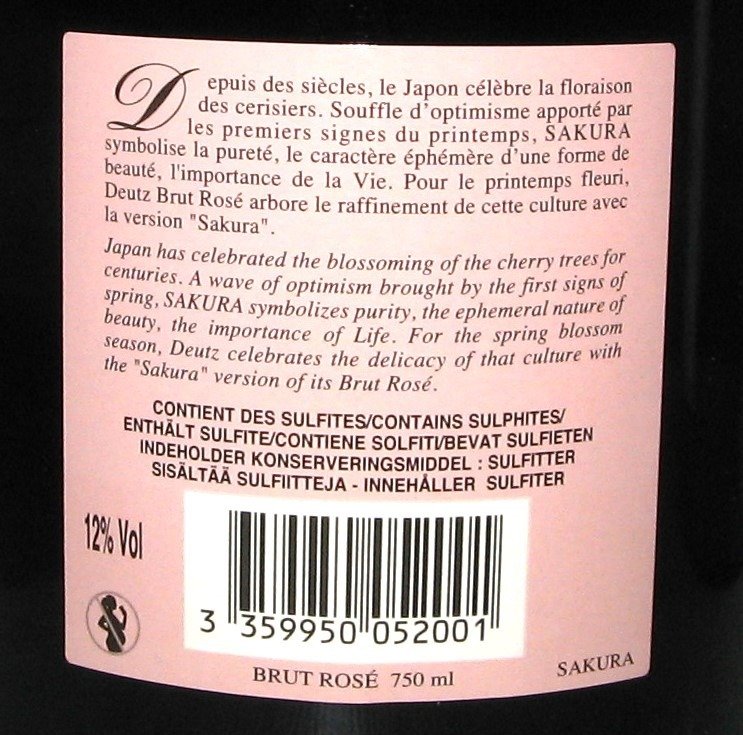 Depuis des siècles, le Japon célèbre la floraison
des cerisiers. Souffle d'optimisme apporté par
les premiers signes du printemps, SAKURA
symbolise la pureté, le caractère éphémère d'une forme de
beauté, l'importance de la Vie. Pour le printemps fleuri,
Deutz Brut Rosé arbore le raffinement de cette culture avec
la version "Sakura".
Japan has celebrated the blossoming of the cherry trees for
centuries. A wave of optimism brought by the first signs of
spring, SAKURA symbolizes purity, the ephemeral nature of
beauty, the importance of Life. For the spring blossom
season, Deutz celebrates the delicacy of that culture with
the "Sakura" version of its Brut Rosé.
CONTIENT DES SULFITES/CONTAINS SULPHITES/
ENTHÄLT SULFITE/CONTIENE SOLFITI/BEVAT SULFIETEN
INDEHOLDER KONSERVERINGSMIDDEL : SULFITTER
SISÄLTÄÄ SULFIITTEJA - INNEHÅLLER SULFITER
12% Vol
3 359950 052001
BRUT ROSÉ 750 ml
SAKURA